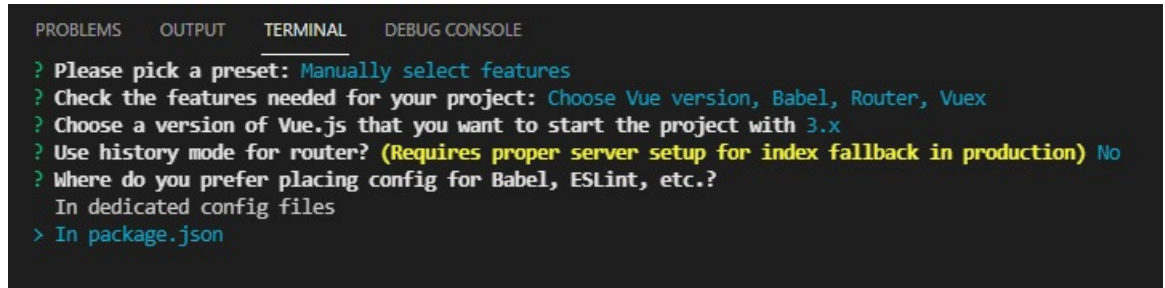 PROBLEMS OUTPUT TERMINAL DEBUG CONSOLE
? Please pick a preset: Manually select features
? Check the features needed for your project: Choose Vue version, Babel, Router, Vuex
? Choose a version of Vue.js that you want to start the project with 3.x
? Use history mode for router? (Requires proper server setup for index fallback in production) No
? Where do you prefer placing config for Babel, ESLint, etc.?
In dedicated config files
> In package.json